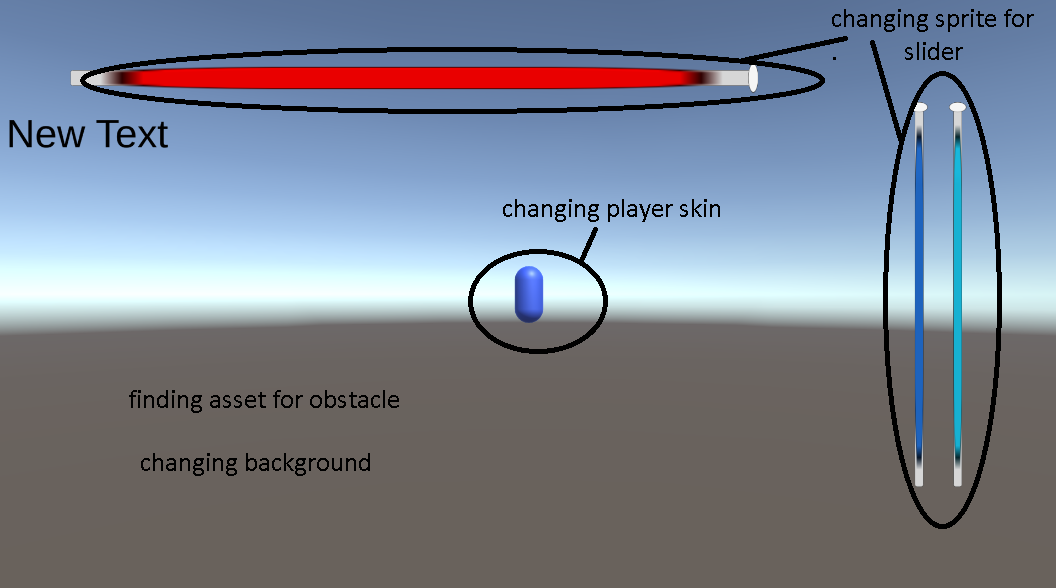 changing sprite for
slider
.
New Text
changing player skin
finding asset for obstacle
changing background